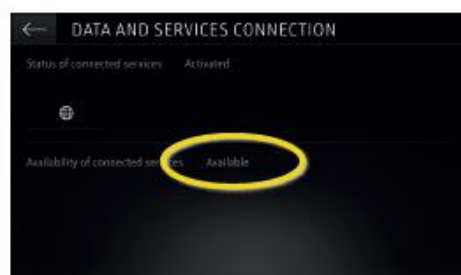 DATA AND SERVICES CONNECTION
Status of connected services Activated
Availability of connected services Available